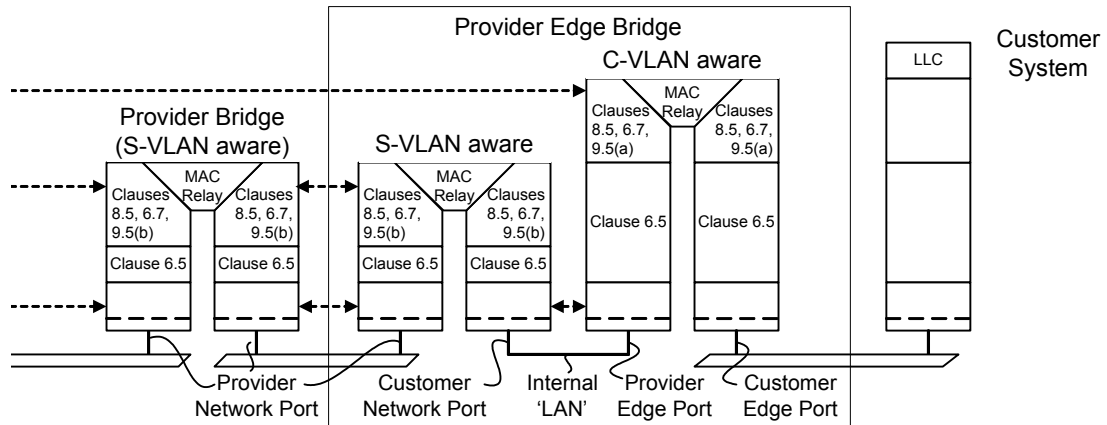 Provider Edge Bridge
C-VLAN aware
Customer
System
LLC
MAC
Relay
Clauses
8.5, 6.7,
9.5(a)
Clauses
8.5, 6.7,
9.5(a)
Provider Bridge
(S-VLAN aware)
S-VLAN aware
MAC
Relay
Clauses
8.5, 6.7,
9.5(b)
Clauses
8.5, 6.7,
9.5(b)
MAC
Relay
Clauses
8.5, 6.7,
9.5(b)
Clauses
8.5, 6.7,
9.5(b)
Clause 6.5
Clause 6.5
Clause 6.5
Clause 6.5
Clause 6.5
Clause 6.5
Provider
Network Port
Customer
Network Port
Internal
‘LAN’
Provider
Edge Port
Customer
Edge Port